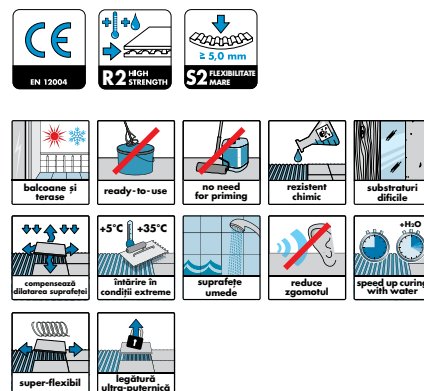 CE
EN 12004
R2 HIGH
STRENGTH
≥ 5,0 mm
S2 FLEXIBILITATE
MARE
balcoane și
terase
ready-to-use
no need
for priming
rezistent
chimic
substraturi
dificile
compensează
dilatarea suprafeței
+5°C +35°C
întărire în
condiții extreme
suprafețe
umede
reduce
zgomotul
+H₂O
speed up curing
with water
super-flexibil
legătură
ultra-puternică